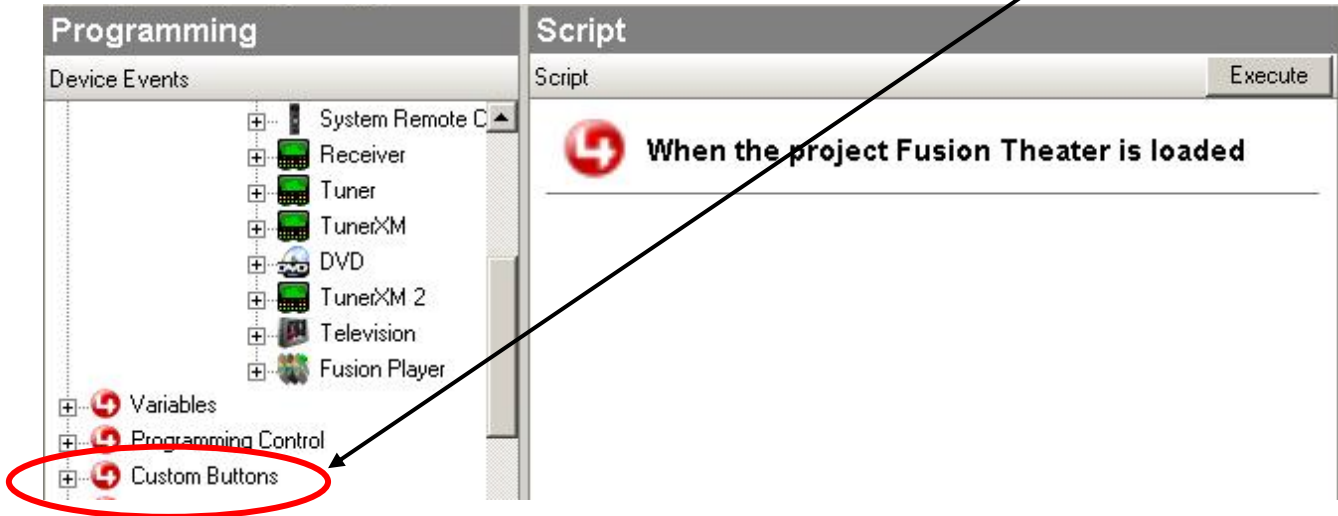 Programming
Device Events
System Remote C
Receiver
Tuner
TunerXM
DVD
TunerXM 2
Television
Fusion Player
Variables
Programming Control
Custom Buttons
Script
Script Execute
When the project Fusion Theater is loaded